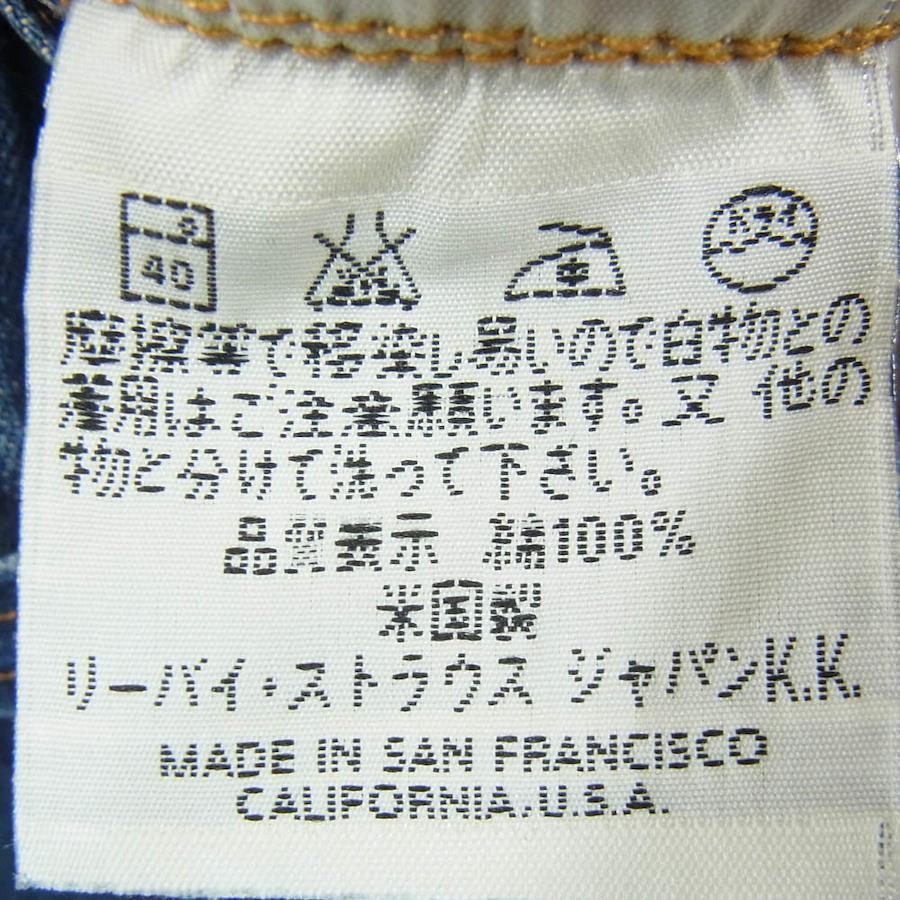 40
摩擦等で移染し易いので白物との
着用はご注意願います。又 他の
物と分けて洗って下さい。
品質表示 綿100%
米国製
リーバイ・ストラウス ジャパンK.K.
MADE IN SAN FRANCISCO
CALIFORNIA.U.S.A.